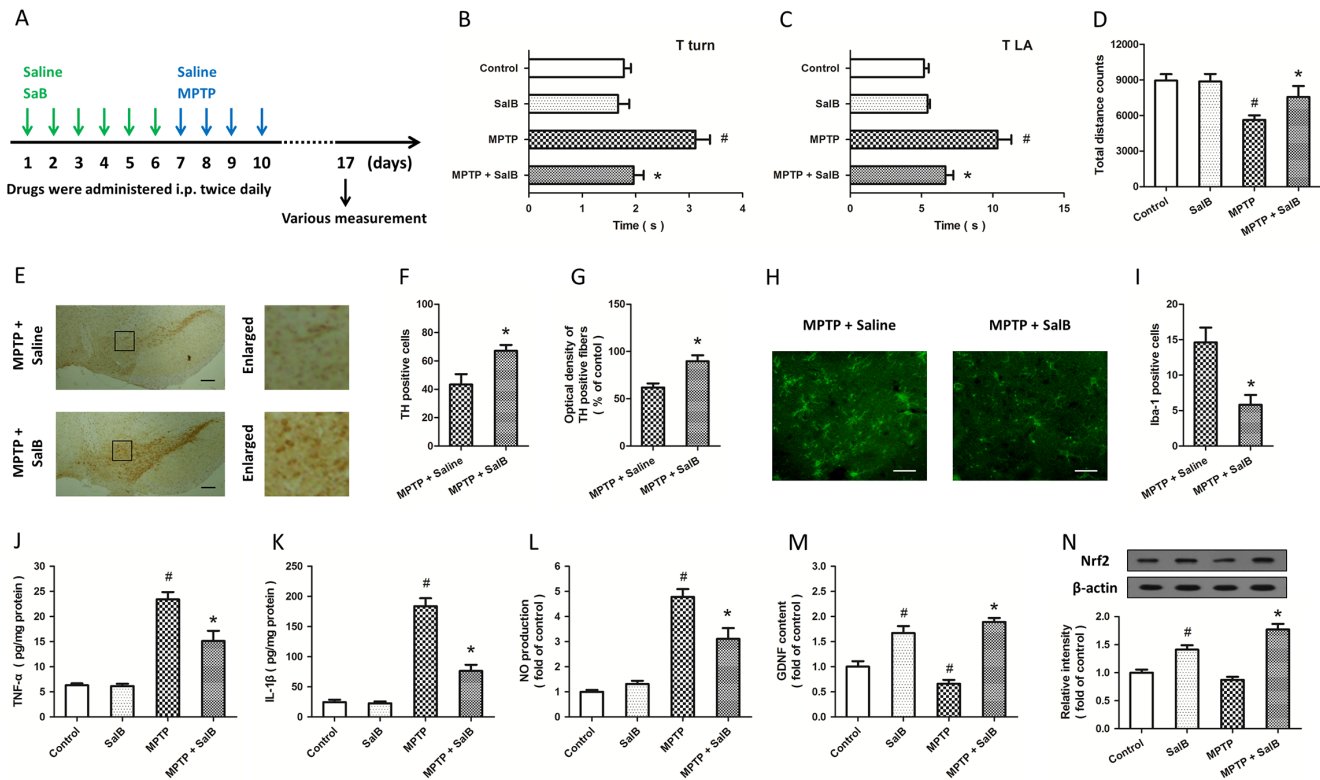 A
Saline
SaB
Saline
MPTP
1 2 3 4 5 6 7 8 9 10 17 (days)
Drugs were administered i.p. twice daily
Various measurement
B
T turn
Control
SalB
MPTP
#
MPTP + SalB
*
0 1 2 3 4
Time ( s )
C
T LA
Control
SalB
MPTP
#
MPTP + SalB
*
0 5 10 15
Time ( s )
D
Total distance counts
12000
9000
6000
3000
0
#
*
Control
SalB
MPTP
MPTP + SalB
E
MPTP +
Saline
Enlarged
MPTP +
SalB
Enlarged
F
TH positive cells
100
80
60
40
20
0
*
MPTP + Saline
MPTP + SalB
G
Optical density of
TH positive fibers
( % of contol )
150
100
50
0
*
MPTP + Saline
MPTP + SalB
H
MPTP + Saline
MPTP + SalB
I
Iba-1 positive cells
20
15
10
5
0
*
MPTP + Saline
MPTP + SalB
J
TNF-α ( pg/mg protein)
30
25
20
15
10
5
0
#
*
Control
SalB
MPTP
MPTP + SalB
K
IL-1β ( pg/mg protein)
250
200
150
100
50
0
#
*
Control
SalB
MPTP
MPTP + SalB
L
NO production
( fold of control )
6
5
4
3
2
1
0
#
*
Control
SalB
MPTP
MPTP + SalB
M
GDNF content
( fold of control )
3.0
2.5
2.0
1.5
1.0
0.5
0.0
#
#
*
Control
SalB
MPTP
MPTP + SalB
N
Nrf2
β-actin
Relative intensity
( fold of control )
2.0
1.5
1.0
0.5
0.0
#
*
Control
SalB
MPTP
MPTP + SalB